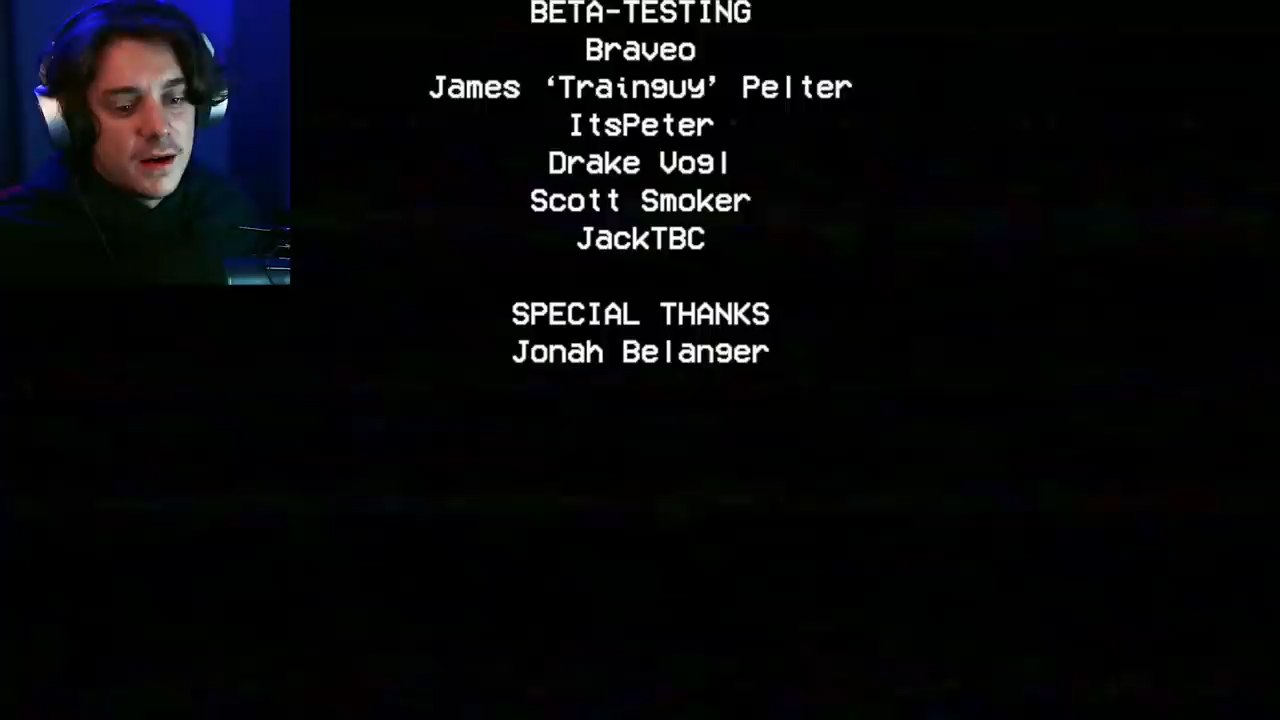 BETA-TESTING
Braveo
James ‘Trainguy’ Pelter
ItsPeter
Drake Vogl
Scott Smoker
JackTBC
SPECIAL THANKS
Jonah Belanger